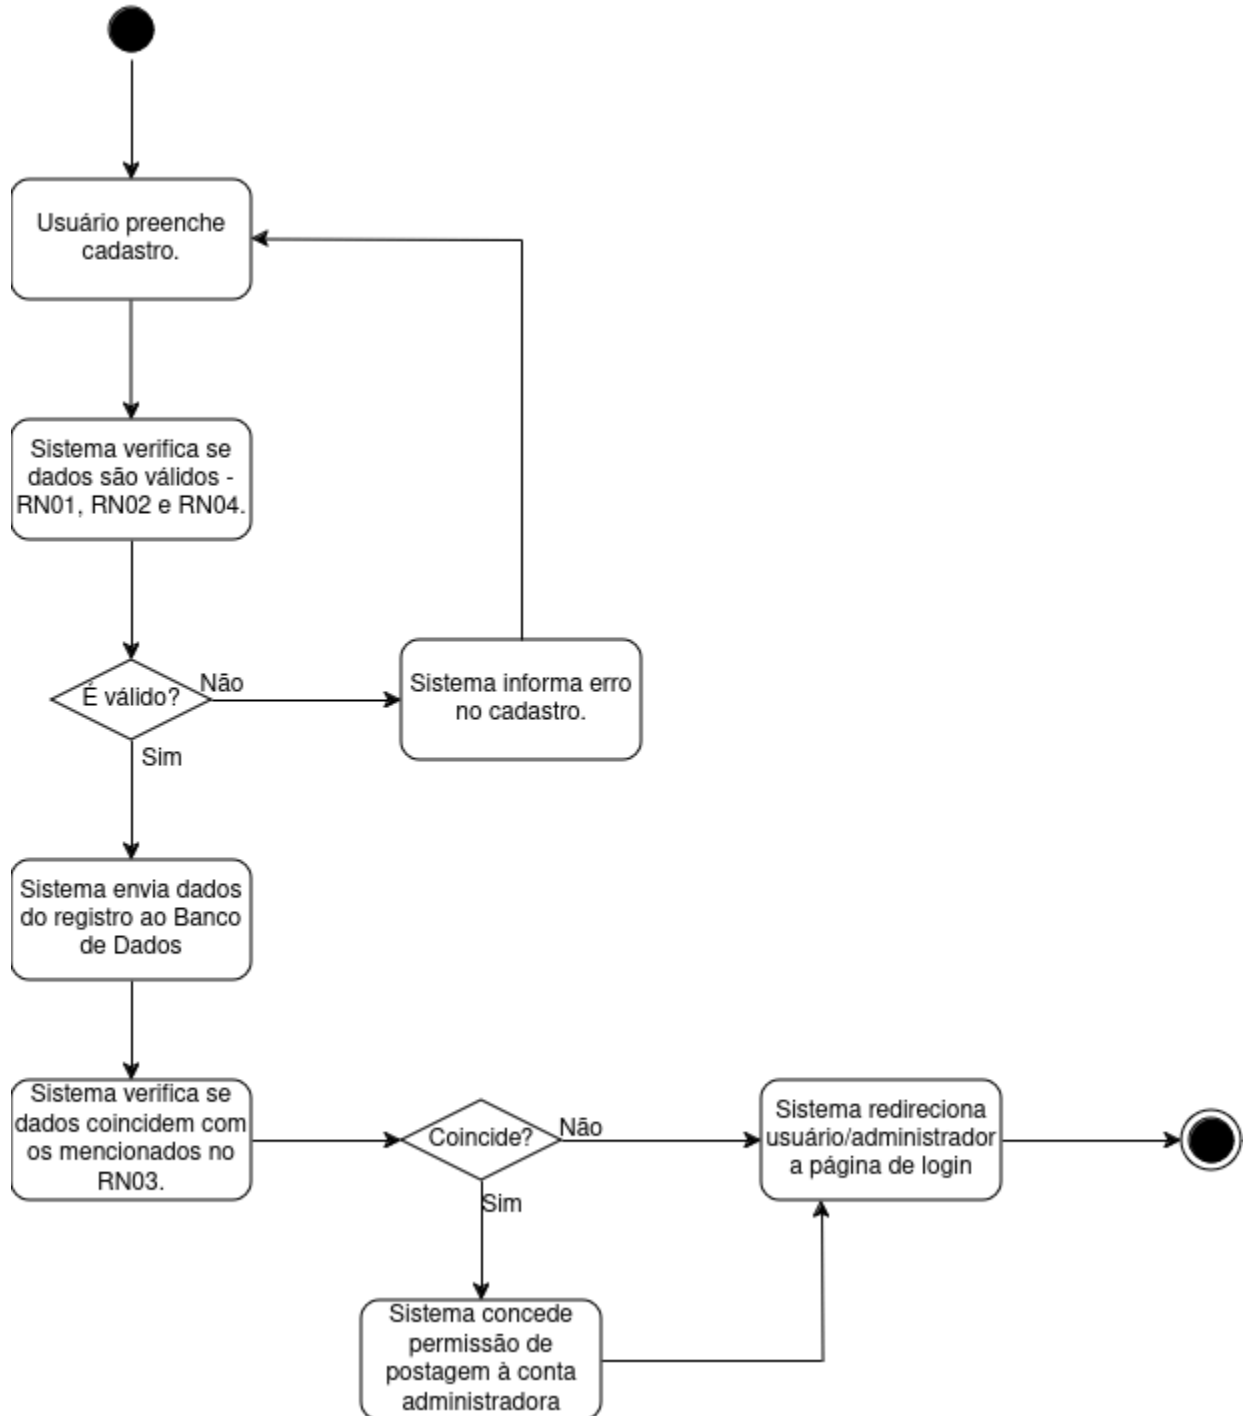 Usuário preenche
cadastro.
Sistema verifica se
dados são válidos -
RN01, RN02 e RN04.
É válido?
Não
Sistema informa erro
no cadastro.
Sim
Sistema envia dados
do registro ao Banco
de Dados
Sistema verifica se
dados coincidem com
os mencionados no
RN03.
Coincide?
Não
Sistema redireciona
usuário/administrador
a página de login
Sim
Sistema concede
permissão de
postagem à conta
administradora